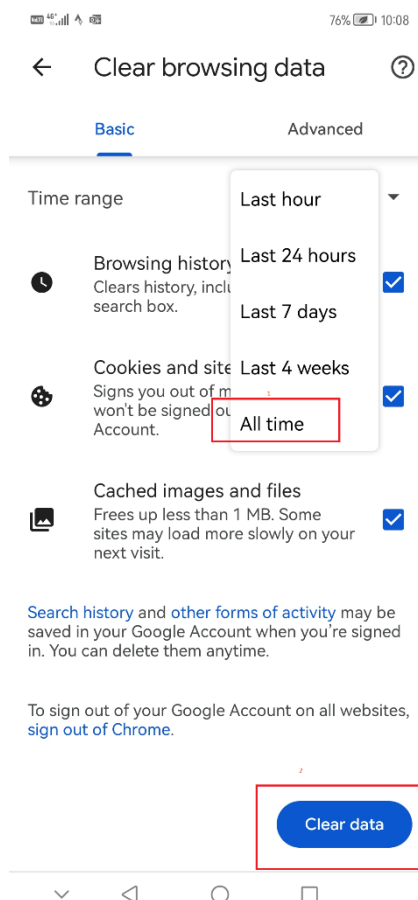 76% 10:08
Clear browsing data
Basic
Advanced
Time range
Last hour
Last 24 hours
Last 7 days
Last 4 weeks
All time
Browsing history
Clears history, inclu
search box.
Cookies and site
Signs you out of m
won't be signed ou
Account.
Cached images and files
Frees up less than 1 MB. Some
sites may load more slowly on your
next visit.
Search history and other forms of activity may be
saved in your Google Account when you're signed
in. You can delete them anytime.
To sign out of your Google Account on all websites,
sign out of Chrome.
Clear data